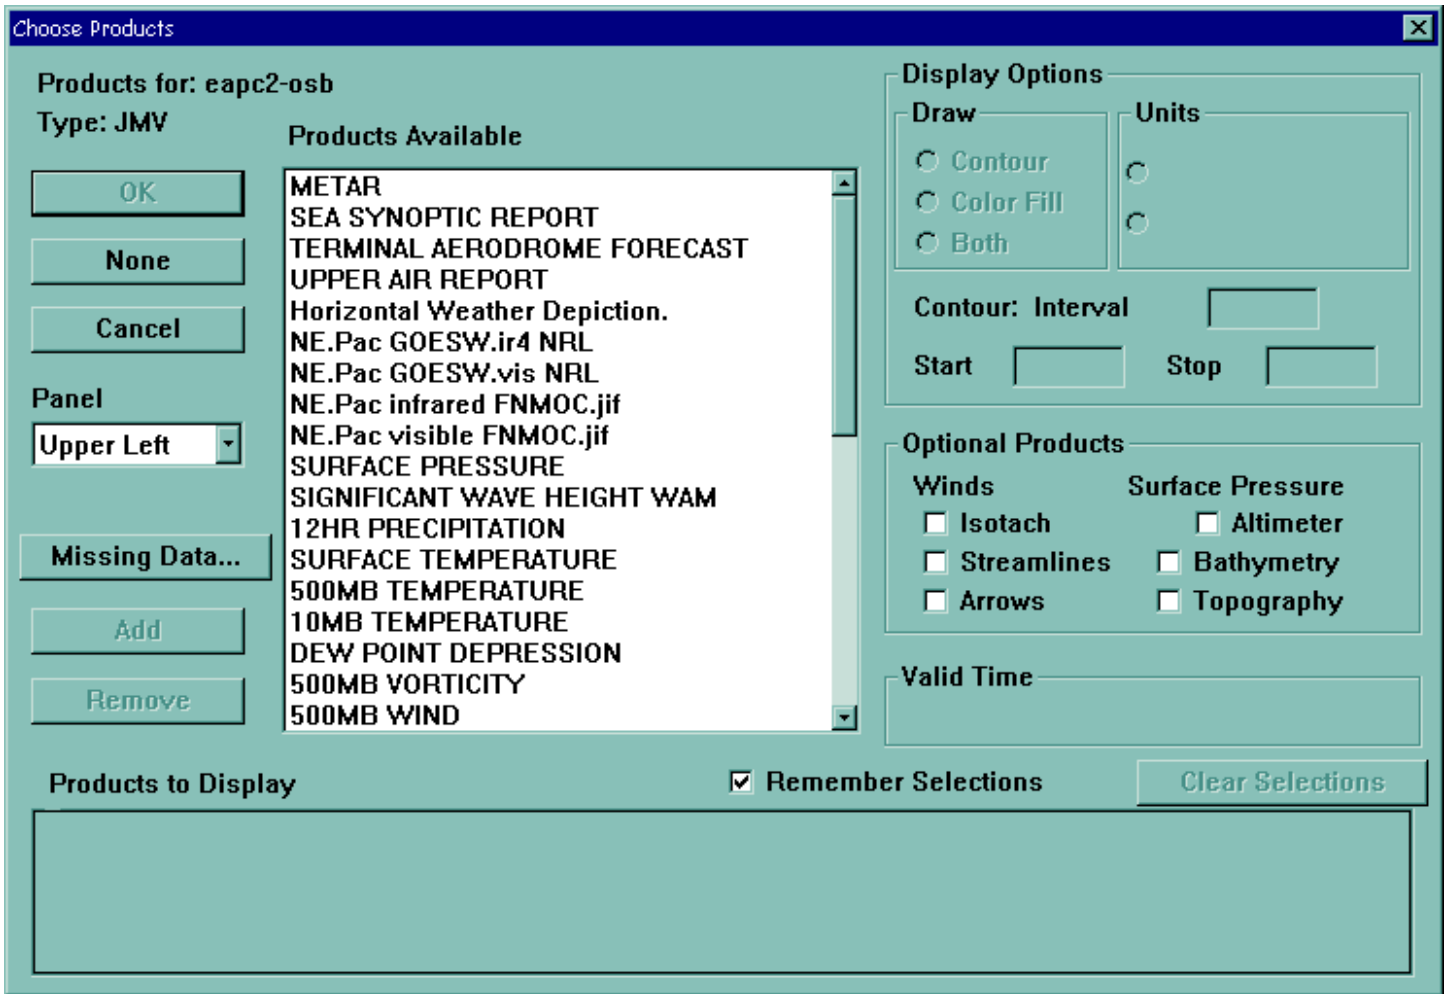 Choose Products
Products for: eapc2-osb
Type: JMV
OK
None
Cancel
Panel
Upper Left
Missing Data...
Add
Remove
Products Available
METAR
SEA SYNOPTIC REPORT
TERMINAL AERODROME FORECAST
UPPER AIR REPORT
Horizontal Weather Depiction.
NE.Pac GOESW.ir4 NRL
NE.Pac GOESW.vis NRL
NE.Pac infrared FNMOC.jif
NE.Pac visible FNMOC.jif
SURFACE PRESSURE
SIGNIFICANT WAVE HEIGHT WAM
12HR PRECIPITATION
SURFACE TEMPERATURE
500MB TEMPERATURE
10MB TEMPERATURE
DEW POINT DEPRESSION
500MB VORTICITY
500MB WIND
Display Options
Draw
Contour
Color Fill
Both
Units
Contour: Interval
Start Stop
Optional Products
Winds Surface Pressure
Isotach Altimeter
Streamlines Bathymetry
Arrows Topography
Valid Time
Products to Display
Remember Selections
Clear Selections